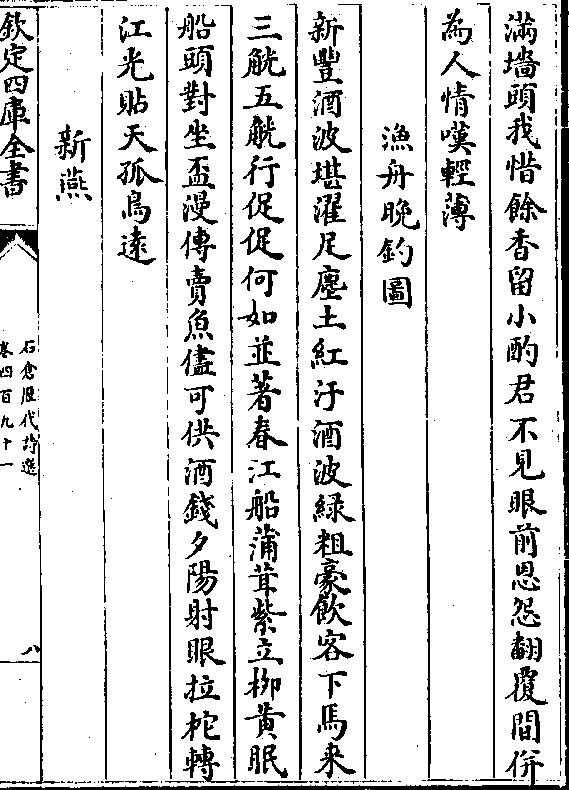 滿墻頭我惜餘香留小酌君不見眼前恩怨翻覆間併
為人情嘆輕薄
漁舟晚釣圖
新豐酒波堪濯足塵土紅汙酒波緑粗豪飲客下馬来
三觥五觥行促促何如並著春江船蒲茸紫立柳黄眠
船頭對坐盃漫傳賣魚儘可供酒錢夕陽射眼拉柁轉
江光貼天孤鳥遠
新燕
欽定四庫全書
石倉歷代詩選
卷四百九十一
八